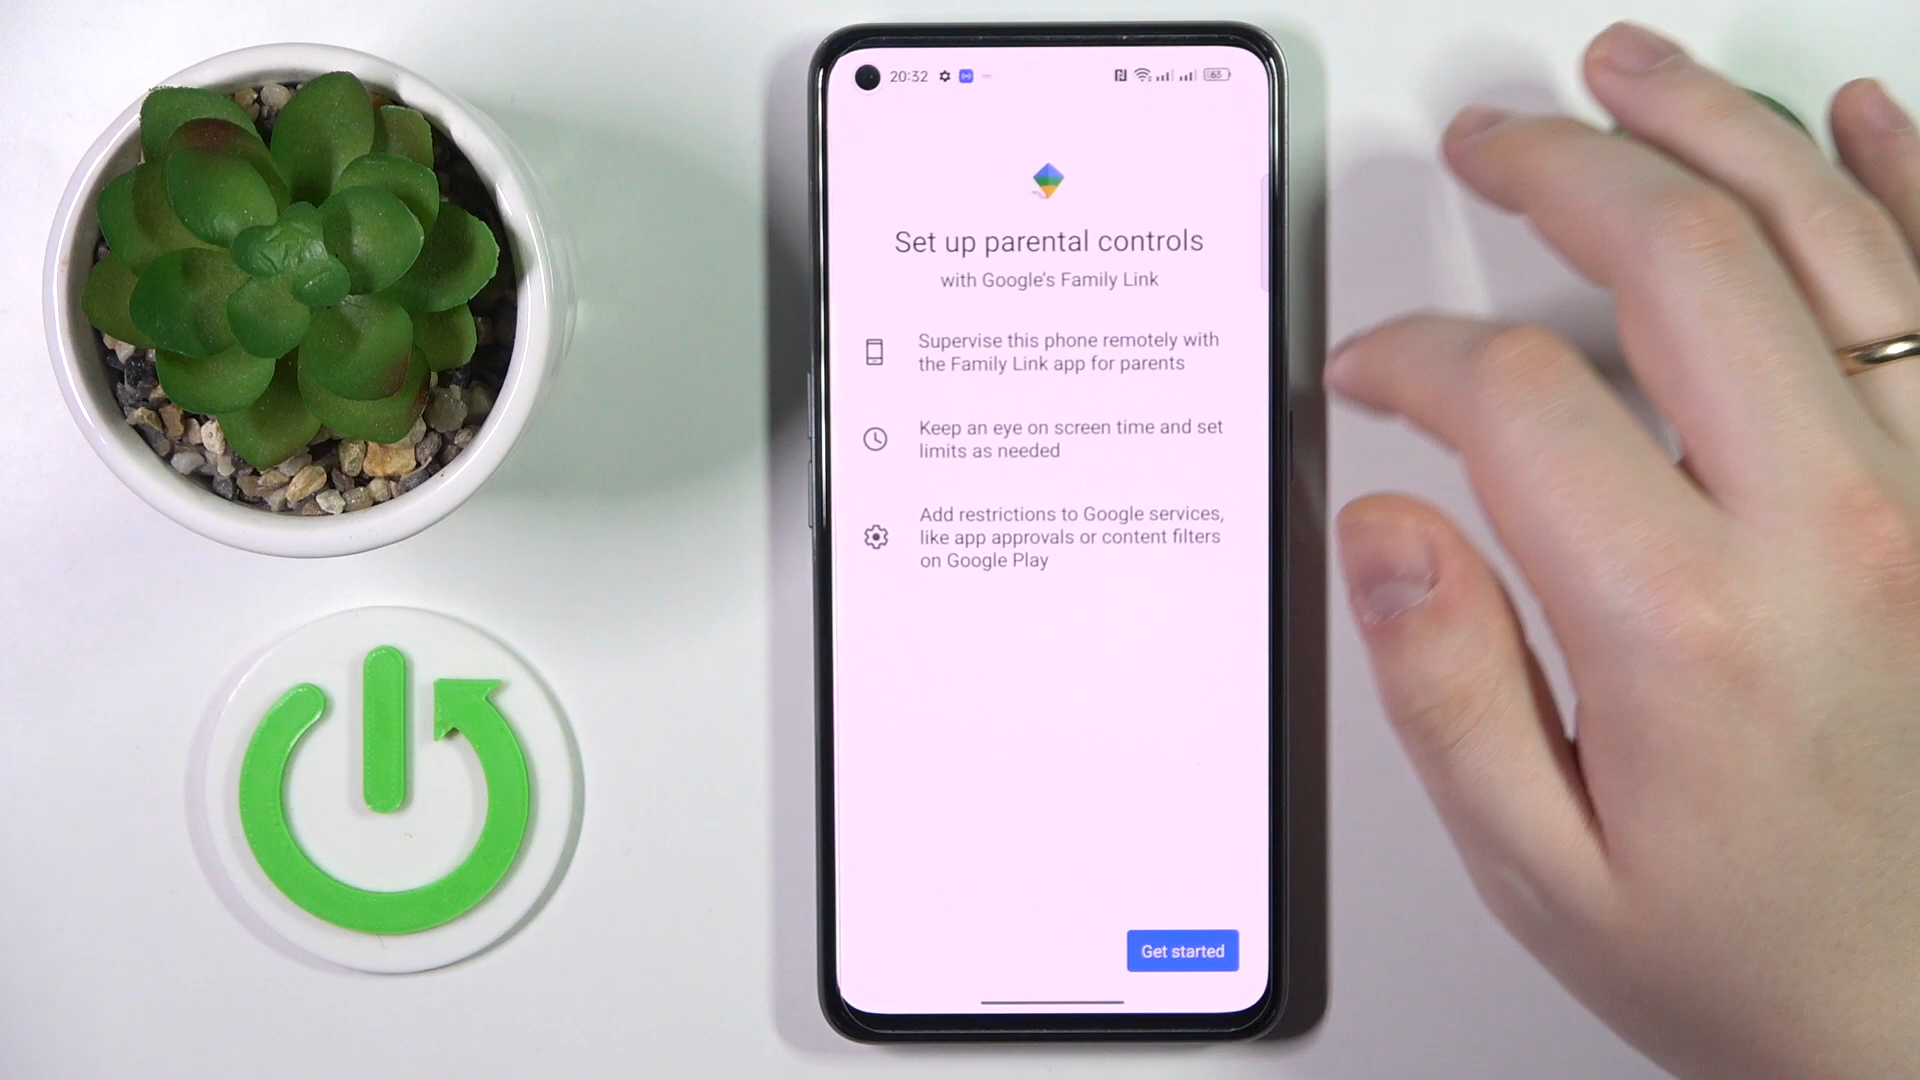 20:32
63
Set up parental controls
with Google's Family Link
Supervise this phone remotely with
the Family Link app for parents
Keep an eye on screen time and set
limits as needed
Add restrictions to Google services,
like app approvals or content filters
on Google Play
Get started